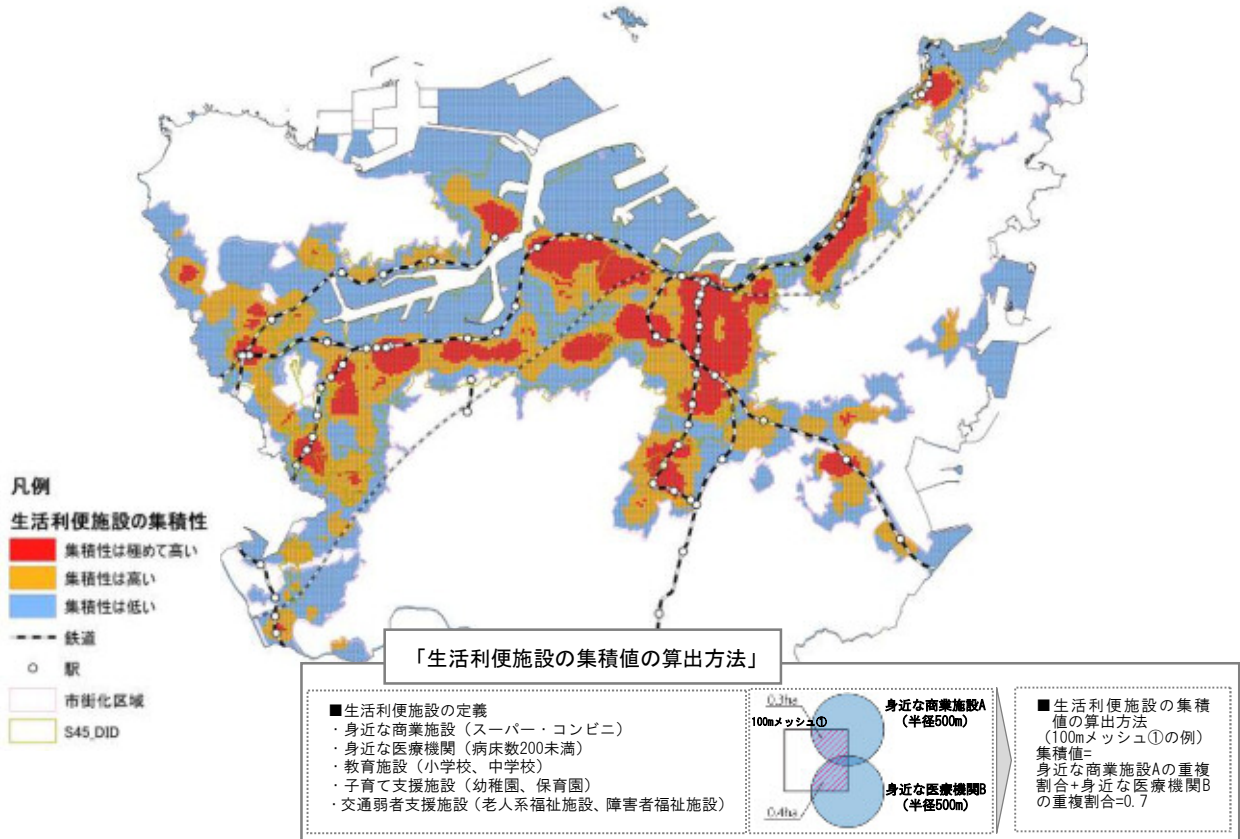 凡例
生活利便施設の集積性
集積性は極めて高い
集積性は高い
集積性は低い
鉄道
駅
市街化区域
S45_DID
「生活利便施設の集積値の算出方法」
■生活利便施設の定義
・身近な商業施設（スーパー・コンビニ）
・身近な医療機関（病床数200未満）
・教育施設（小学校、中学校）
・子育て支援施設（幼稚園、保育園）
・交通弱者支援施設（老人系福祉施設、障害者福祉施設）
0.3ha
100mメッシュ①
身近な商業施設A
（半径500m）
身近な医療機関B
（半径500m）
0.4ha
■生活利便施設の集積
値の算出方法
（100mメッシュ①の例）
集積値=
身近な商業施設Aの重複
割合+身近な医療機関B
の重複割合=0.7